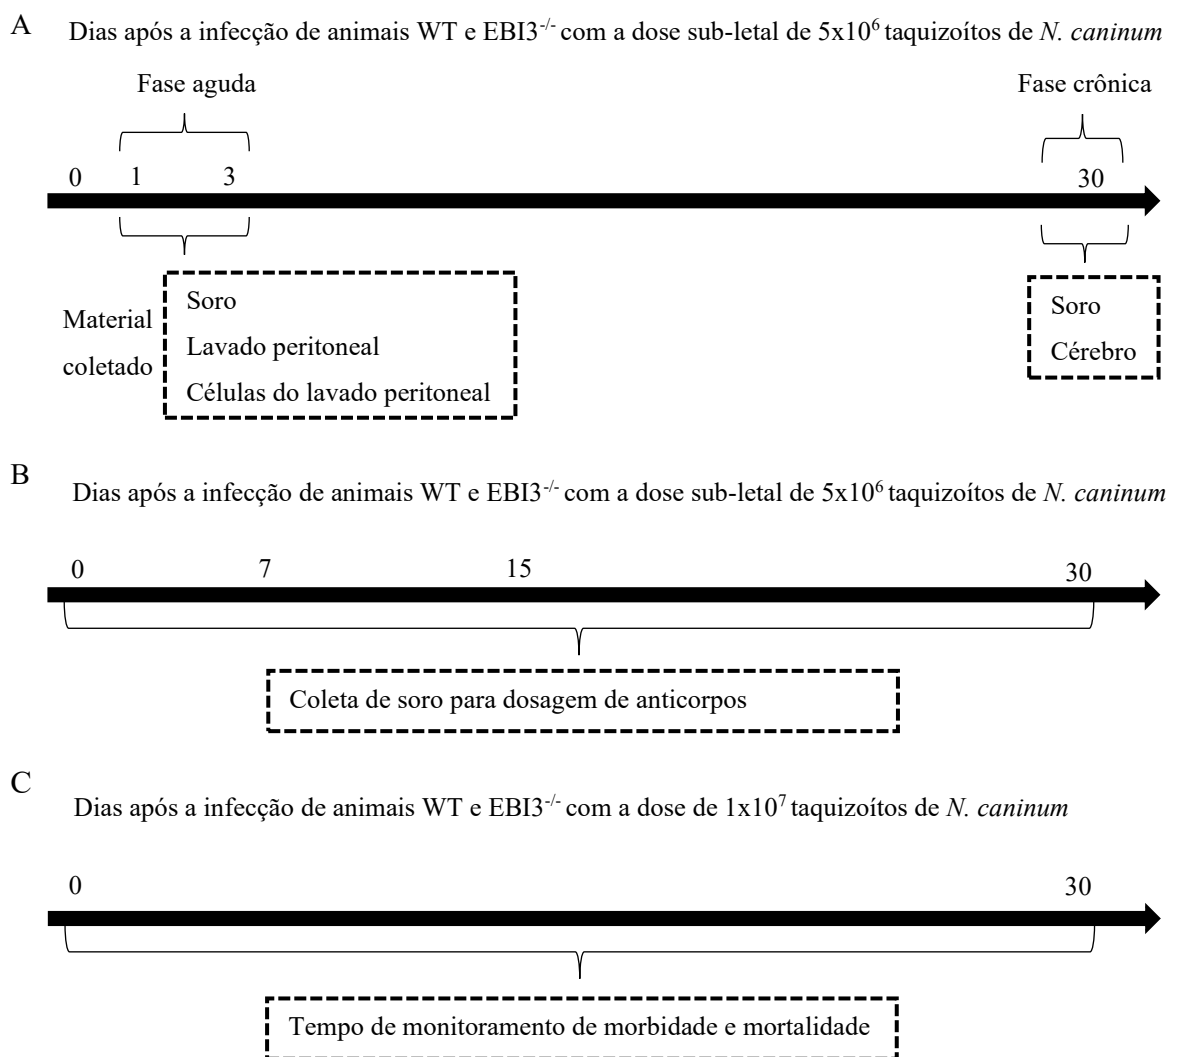 A
Dias após a infecção de animais WT e EBI3-/- com a dose sub-letal de 5x10⁶ taquizoítos de N. caninum
Fase aguda
Fase crônica
0 1 3 30
Material coletado
Soro
Lavado peritoneal
Células do lavado peritoneal
Soro
Cérebro
B
Dias após a infecção de animais WT e EBI3-/- com a dose sub-letal de 5x10⁶ taquizoítos de N. caninum
0 7 15 30
Coleta de soro para dosagem de anticorpos
C
Dias após a infecção de animais WT e EBI3-/- com a dose de 1x10⁷ taquizoítos de N. caninum
0 30
Tempo de monitoramento de morbidade e mortalidade